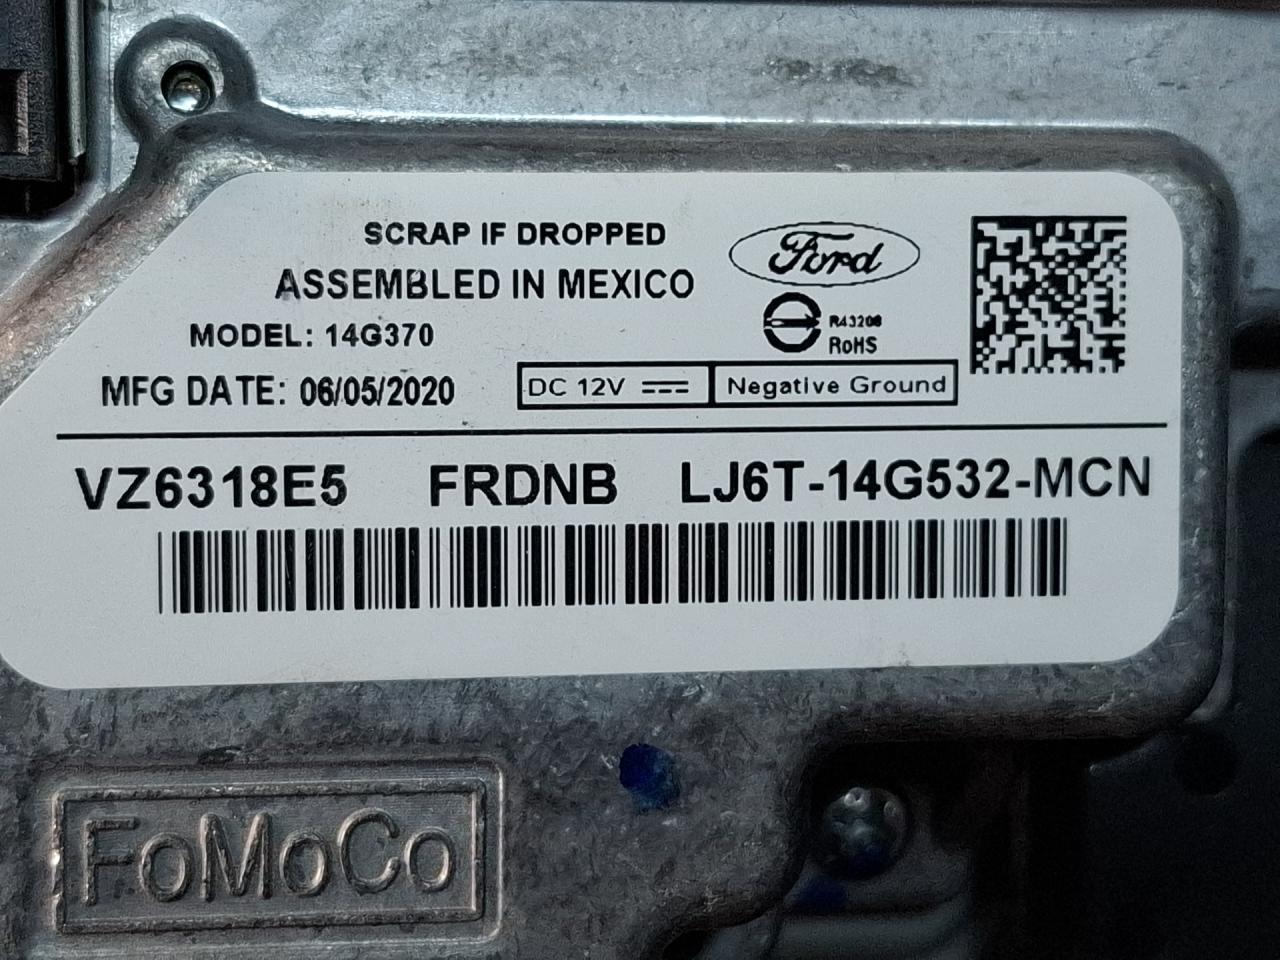 SCRAP IF DROPPED
ASSEMBLED IN MEXICO
Ford
R43208
RoHS
MODEL: 14G370
MFG DATE: 06/05/2020
DC 12V
Negative Ground
VZ6318E5 FRDNB LJ6T-14G532-MCN
FoMoCo